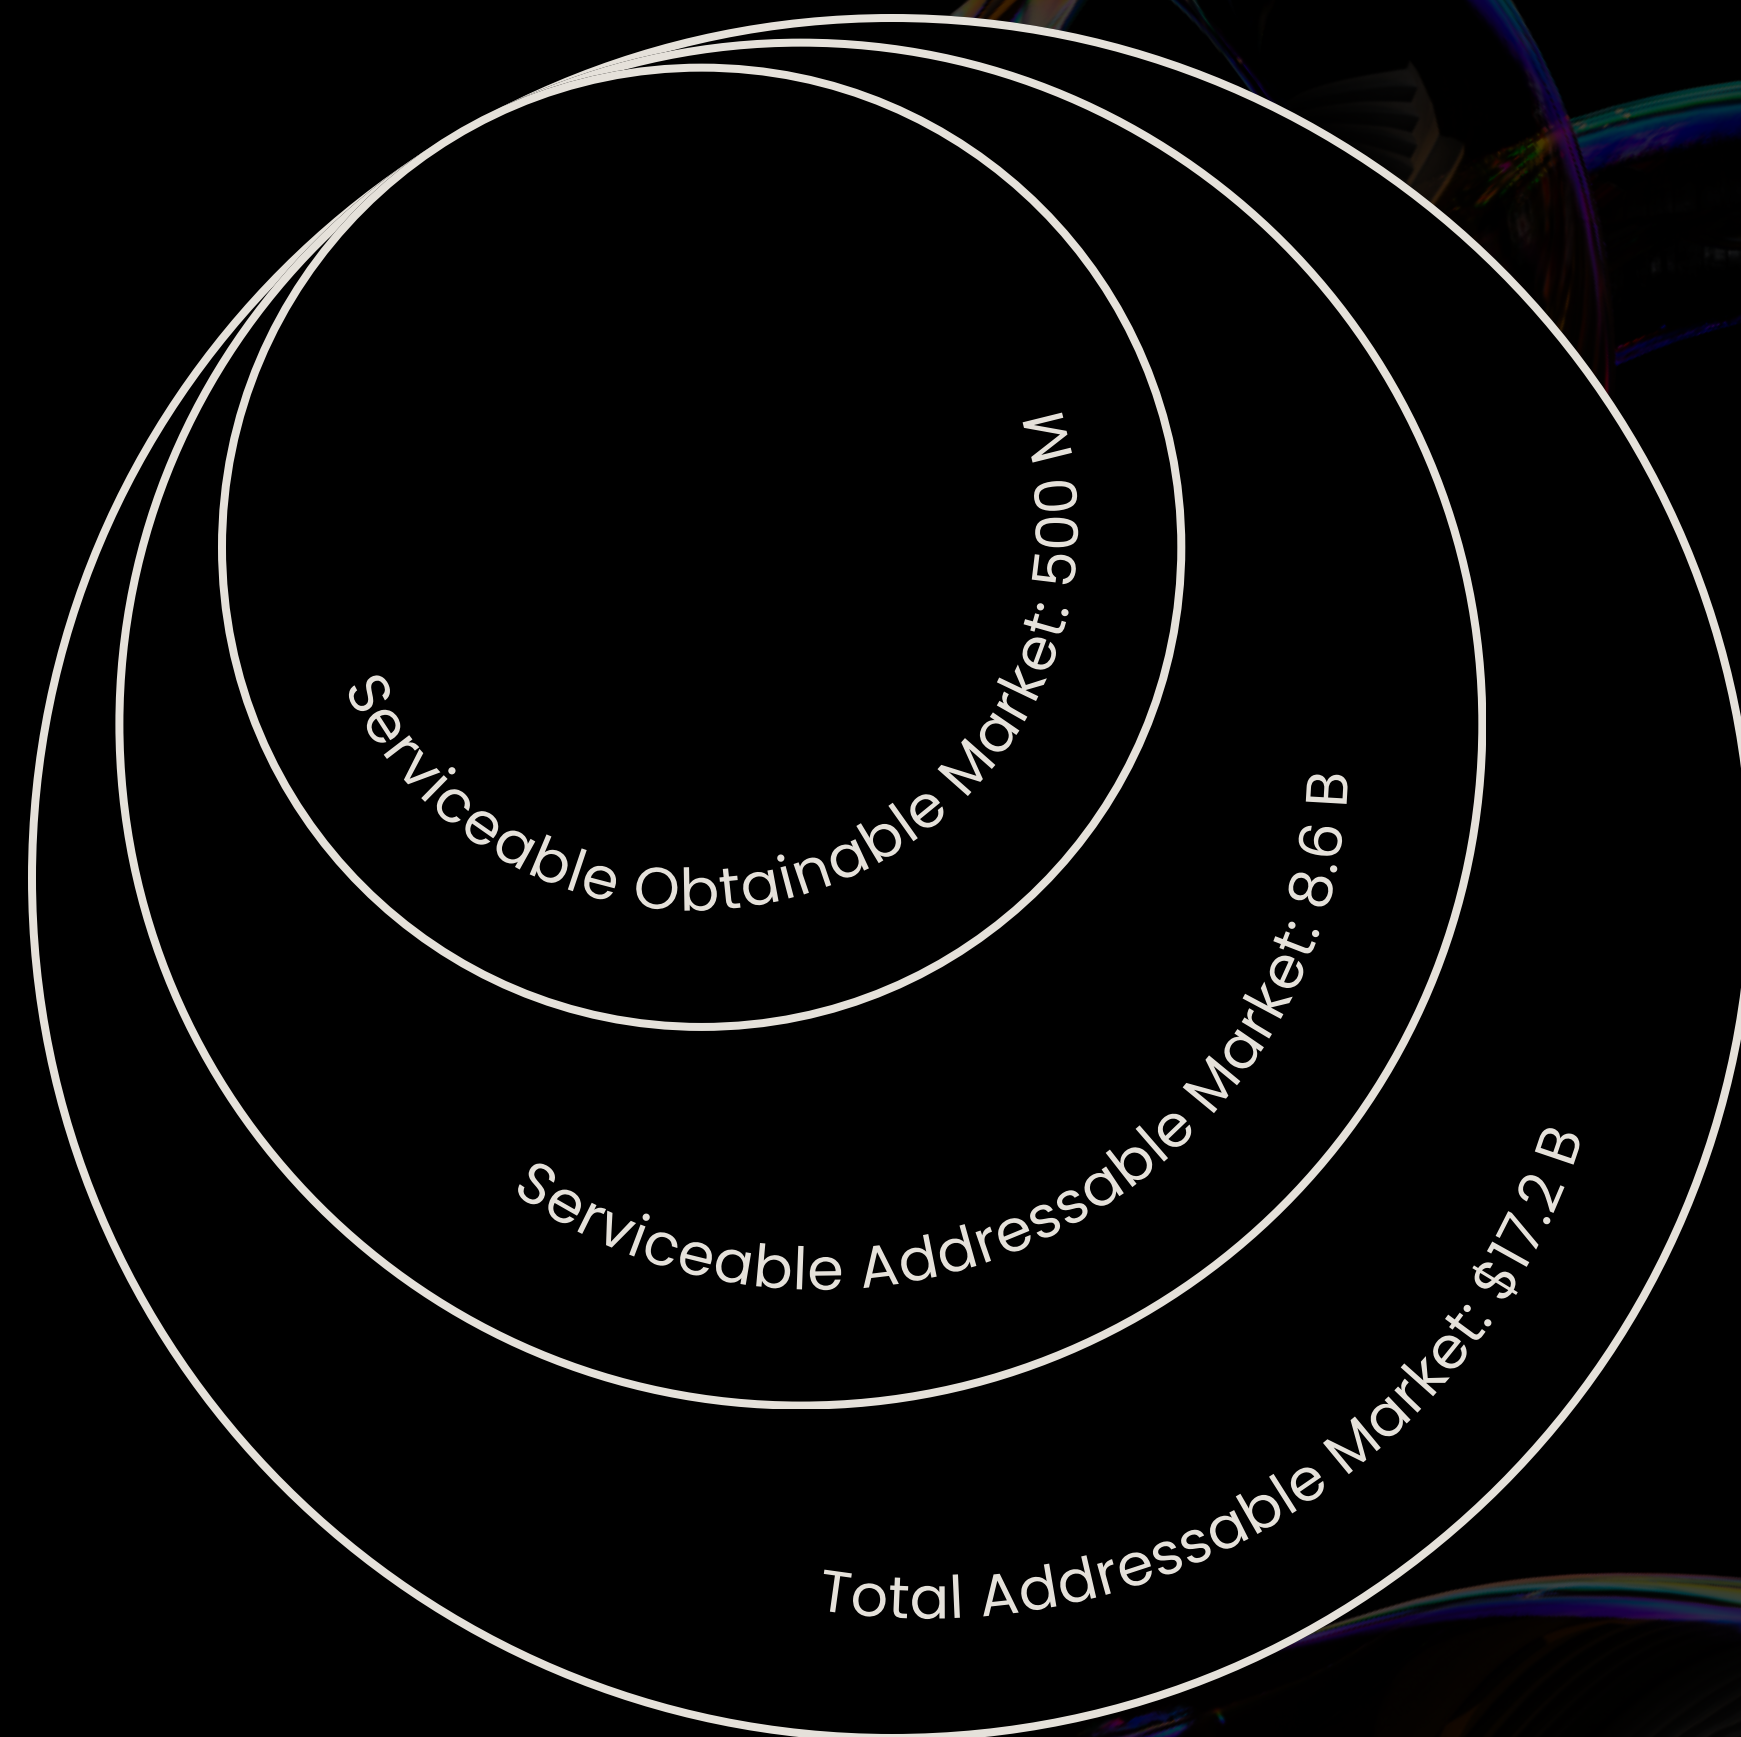 Serviceable Obtainable Market: 500 M
Serviceable Addressable Market: 8.6 B
Total Addressable Market: $17.2 B